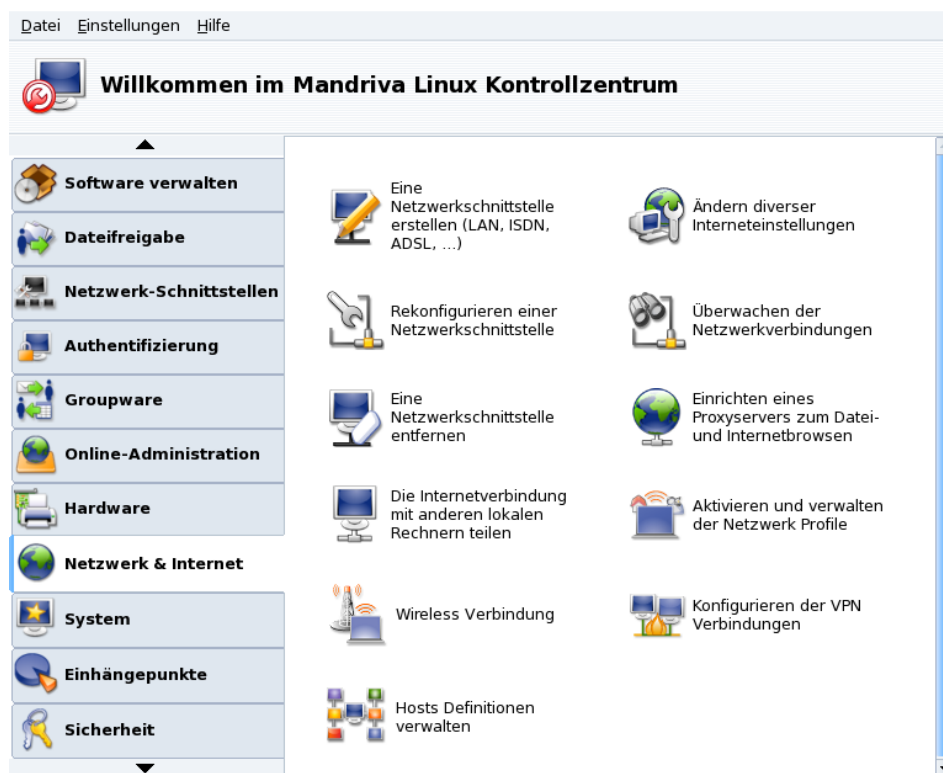 Datei Einstellungen Hilfe
Willkommen im Mandriva Linux Kontrollzentrum
Software verwalten
Dateifreigabe
Netzwerk-Schnittstellen
Authentifizierung
Groupware
Online-Administration
Hardware
Netzwerk & Internet
System
Einhängepunkte
Sicherheit
Eine
Netzwerkschnittstelle
erstellen (LAN, ISDN,
ADSL, ...)
Ändern diverser
Interneteinstellungen
Rekonfigurieren einer
Netzwerkschnittstelle
Überwachen der
Netzwerkverbindungen
Eine
Netzwerkschnittstelle
entfernen
Einrichten eines
Proxyservers zum Datei-
und Internetbrowsen
Die Internetverbindung
mit anderen lokalen
Rechnern teilen
Aktivieren und verwalten
der Netzwerk Profile
Wireless Verbindung
Konfigurieren der VPN
Verbindungen
Hosts Definitionen
verwalten